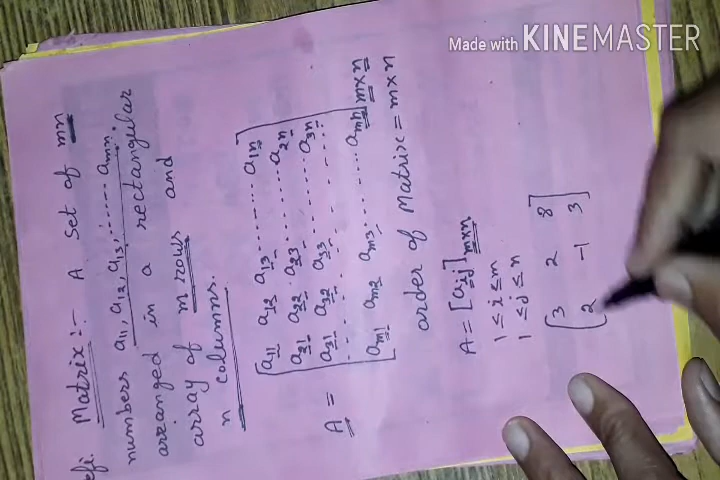 Made with KINEMASTER
efi. Matrix :- A set of mn
numbers a11, a12, a13, ...... amn.
arranged in a rectangular
array of m rows and
n columns.
A = [a11 a12 a13 ....... a1n
a21 a22 a23 ....... a2n
a31 a32 a33 ....... a3n
am1 am2 am3 ....... amn] m×n
order of Matrix = m×n
A = [aij] m×n
1 ≤ i ≤ m
1 ≤ j ≤ n
[3 2 8
2 -1 3]